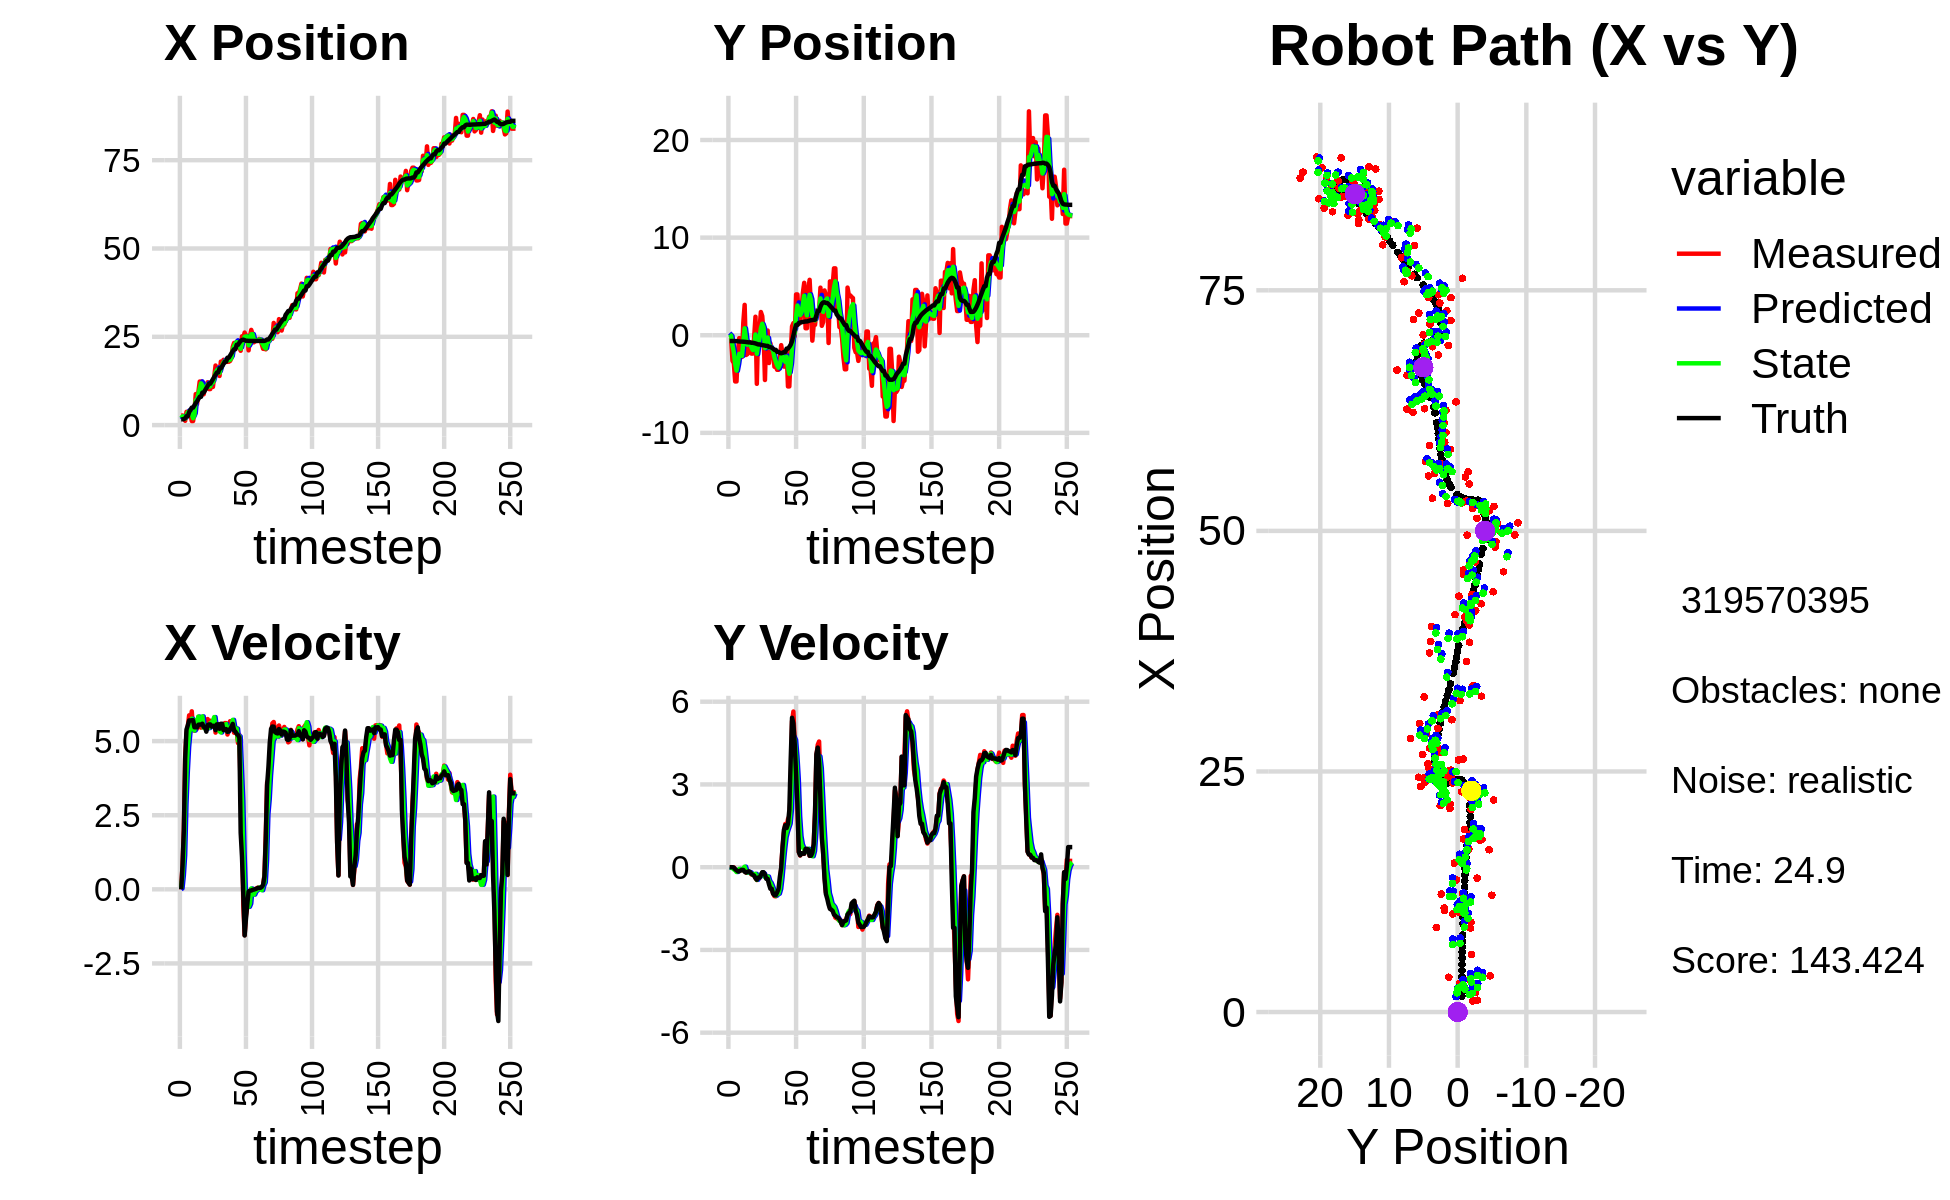 X Position
75
50
25
0
0 50 100 150 200 250
timestep
Y Position
20
10
0
-10
0 50 100 150 200 250
timestep
X Velocity
5.0
2.5
0.0
-2.5
0 50 100 150 200 250
timestep
Y Velocity
6
3
0
-3
-6
0 50 100 150 200 250
timestep
Robot Path (X vs Y)
X Position
75
50
25
0
20 10 0 -10 -20
Y Position
variable
Measured
Predicted
State
Truth
319570395
Obstacles: none
Noise: realistic
Time: 24.9
Score: 143.424